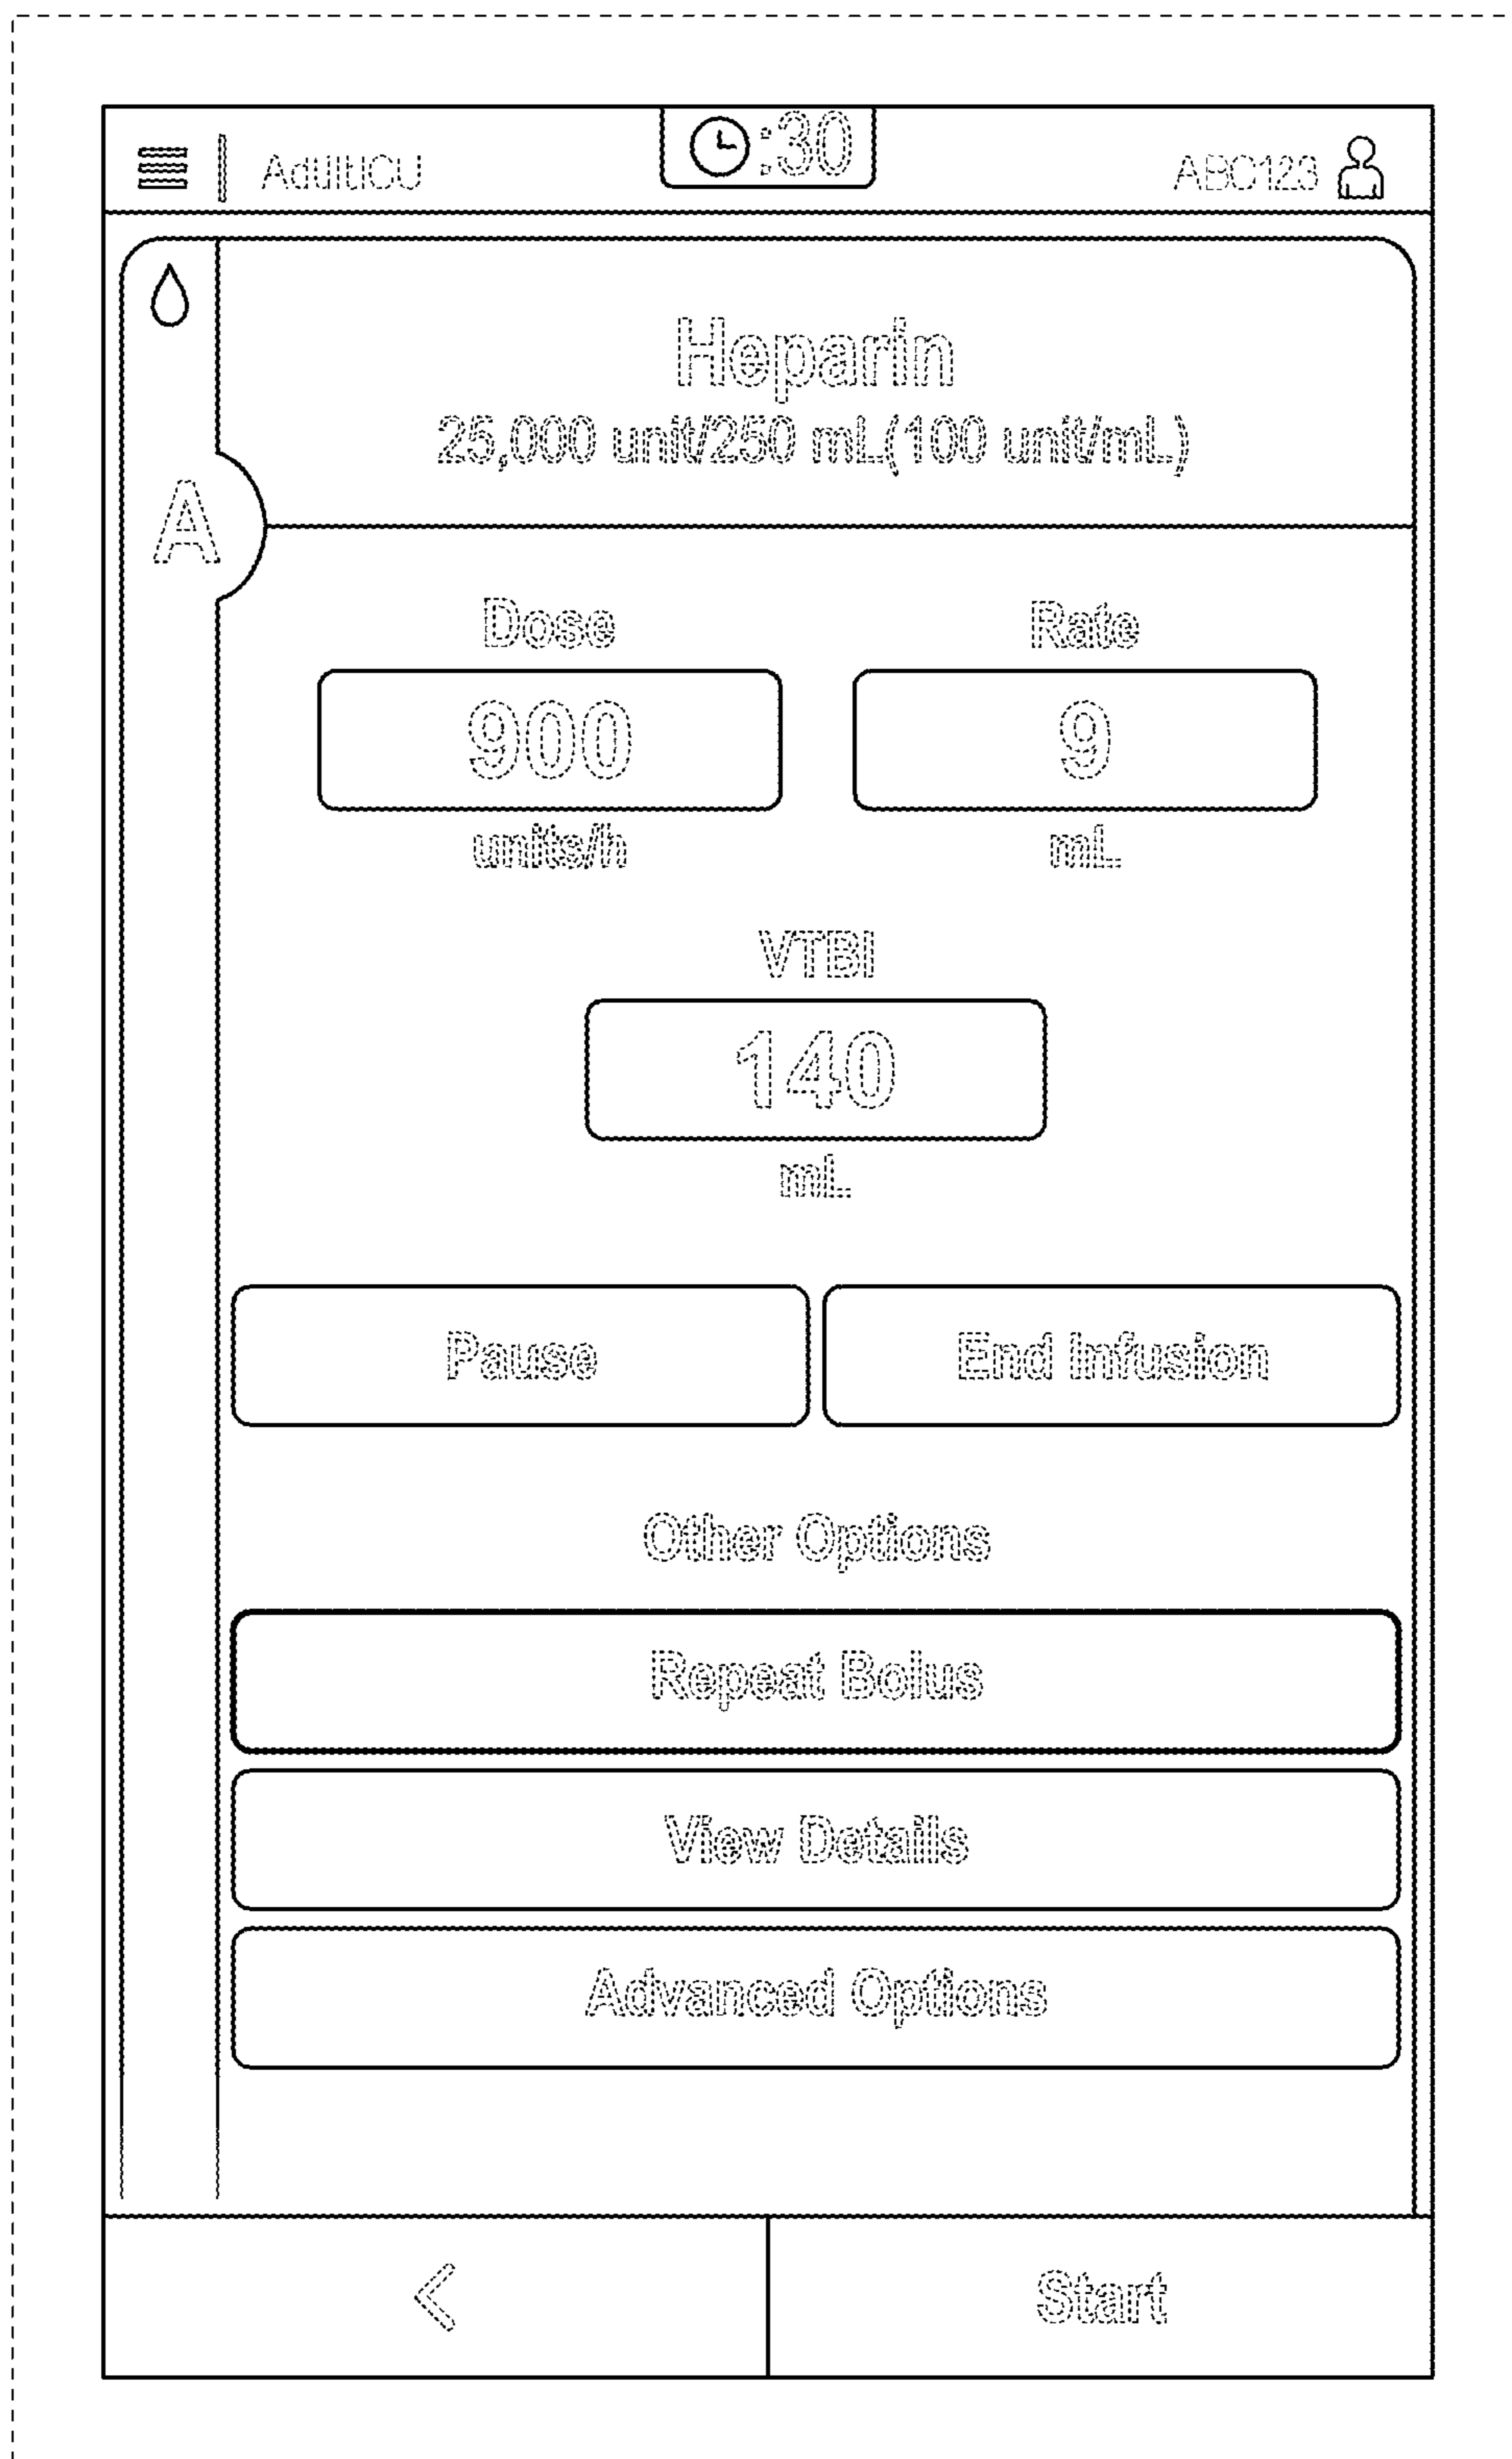 AdultICU
:30
ABC123
Heparin
25,000 unit/250 mL(100 unit/mL)
A
Dose
Rate
900
9
units/h
mL
VTBI
140
mL
Pause
End Infusion
Other Options
Repeat Bolus
View Details
Advanced Options
<
Start